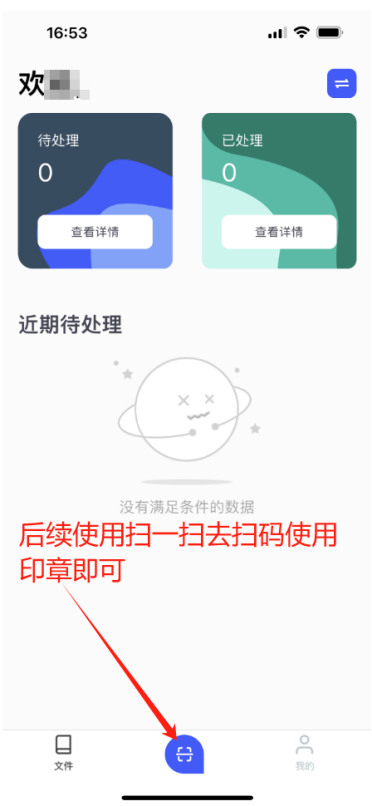 16:53
欢
待处理
0
查看详情
已处理
0
查看详情
近期待处理
没有满足条件的数据
后续使用扫一扫去扫码使用
印章即可
文件
我的